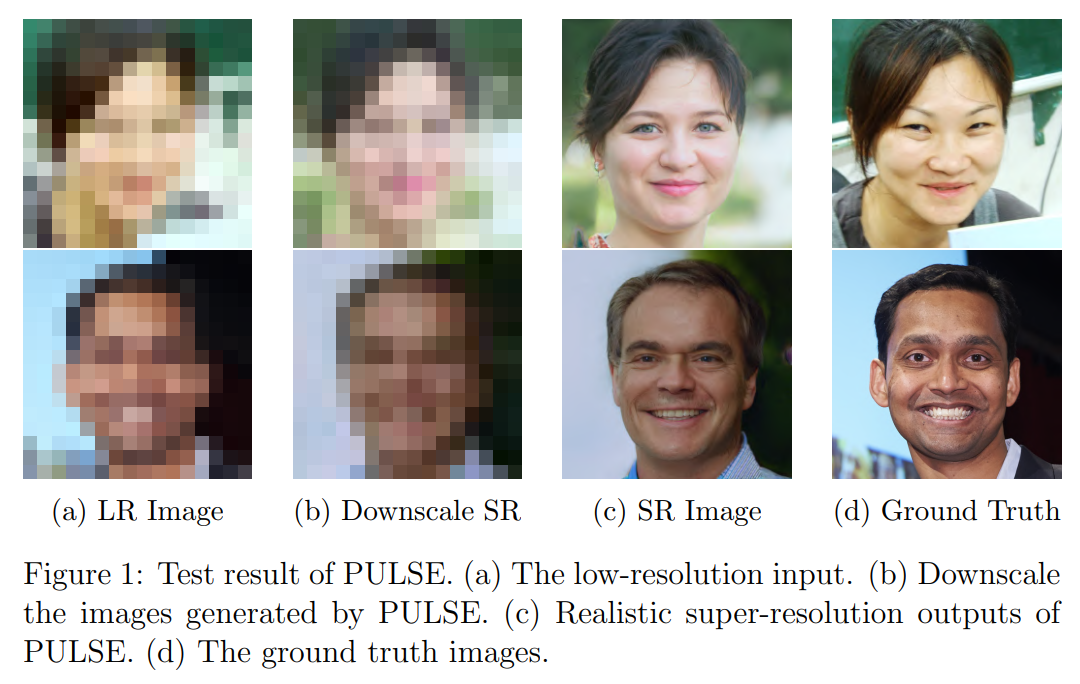 (a) LR Image
(b) Downscale SR
(c) SR Image
(d) Ground Truth
Figure 1: Test result of PULSE. (a) The low-resolution input. (b) Downscale
the images generated by PULSE. (c) Realistic super-resolution outputs of
PULSE. (d) The ground truth images.